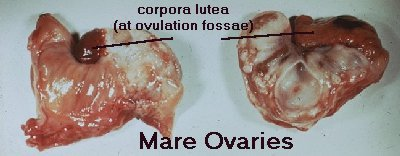 corpora lutea
(at ovulation fossae)
Mare Ovaries